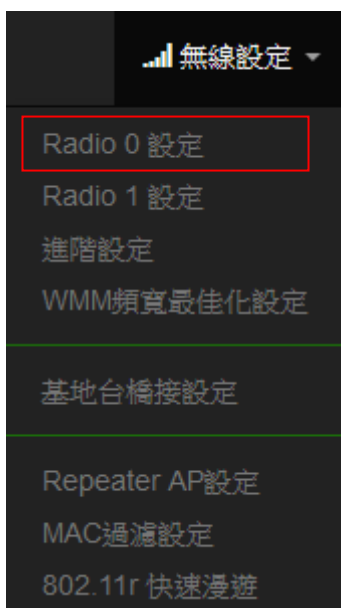 無線設定
Radio 0 設定
Radio 1 設定
進階設定
WMM頻寬最佳化設定
基地台橋接設定
Repeater AP設定
MAC過濾設定
802.11r 快速漫遊